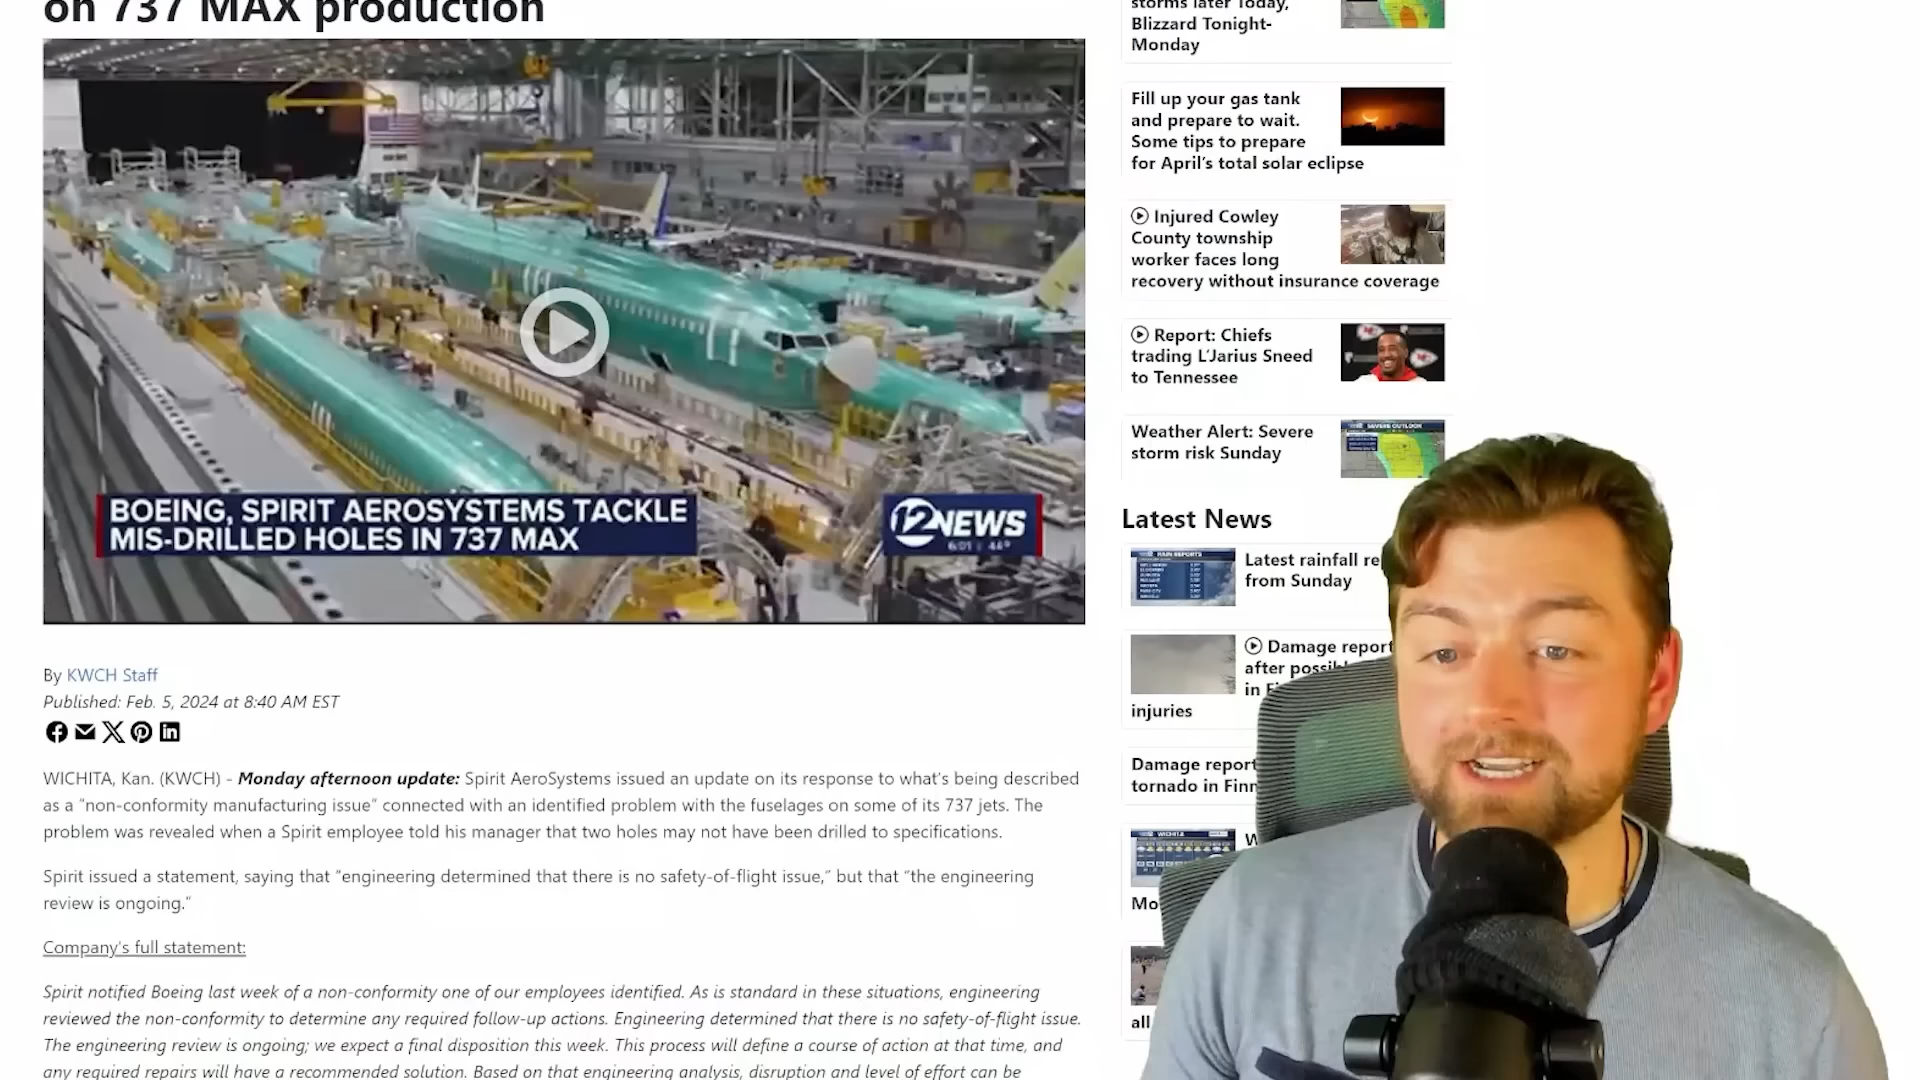 on 737 MAX production
BOEING, SPIRIT AEROSYSTEMS TACKLE
MIS-DRILLED HOLES IN 737 MAX
12NEWS
By KWCH Staff
Published: Feb. 5, 2024 at 8:40 AM EST
WICHITA, Kan. (KWCH) - Monday afternoon update: Spirit AeroSystems issued an update on its response to what's being described
as a "non-conformity manufacturing issue" connected with an identified problem with the fuselages on some of its 737 jets. The
problem was revealed when a Spirit employee told his manager that two holes may not have been drilled to specifications.
Spirit issued a statement, saying that "engineering determined that there is no safety-of-flight issue," but that "the engineering
review is ongoing."
Company's full statement:
Spirit notified Boeing last week of a non-conformity one of our employees identified. As is standard in these situations, engineering
reviewed the non-conformity to determine any required follow-up actions. Engineering determined that there is no safety-of-flight issue.
The engineering review is ongoing; we expect a final disposition this week. This process will define a course of action at that time, and
any required repairs will have a recommended solution. Based on that engineering analysis, disruption and level of effort can be
storms later Today,
Blizzard Tonight-
Monday
Fill up your gas tank
and prepare to wait.
Some tips to prepare
for April's total solar eclipse
Injured Cowley
County township
worker faces long
recovery without insurance coverage
Report: Chiefs
trading L'Jarius Sneed
to Tennessee
Weather Alert: Severe
storm risk Sunday
SEVERE OUTLOOK
Latest News
Latest rainfall re
from Sunday
RAIN REPORTS
Damage report
after possi
in Fi
injuries
Damage report
tornado in Finn
W
Mo
all